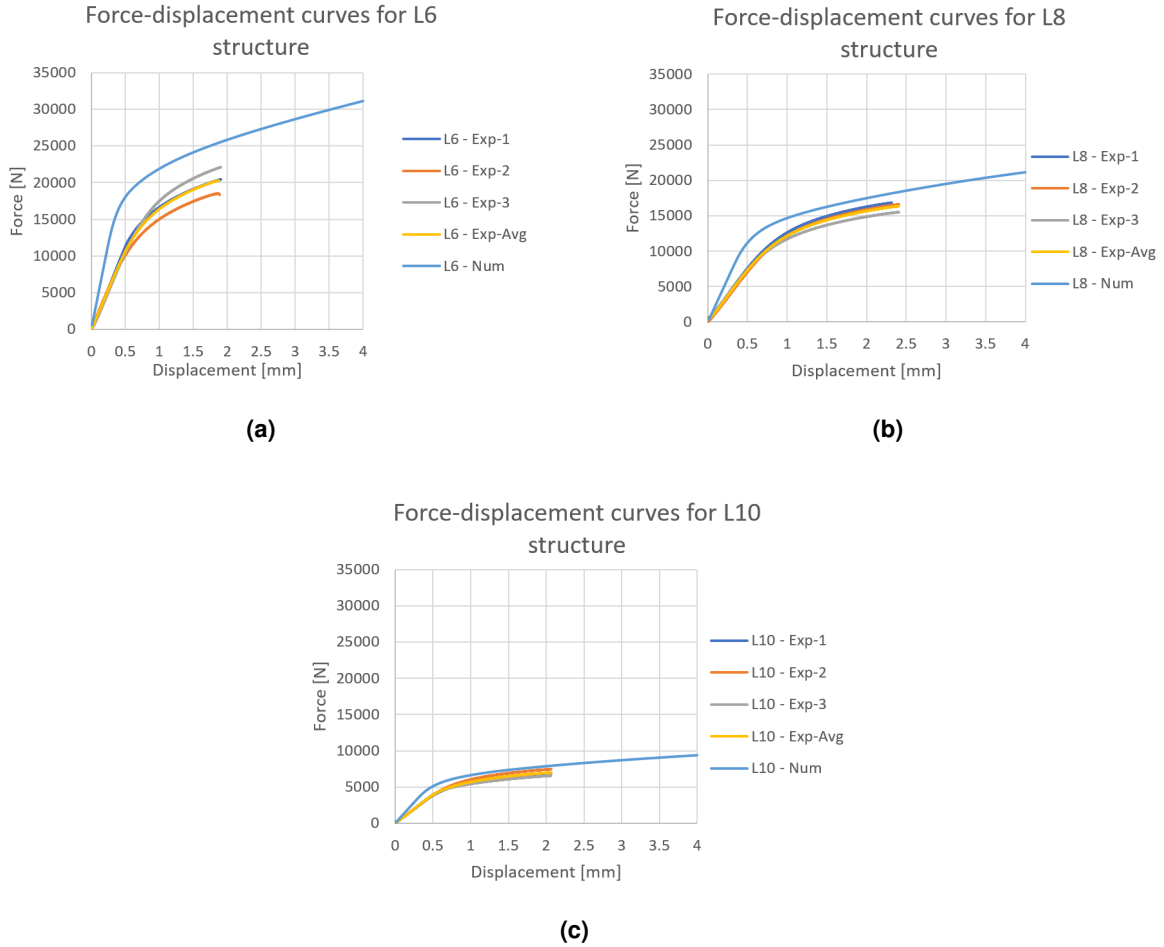 Force-displacement curves for L6
structure
35000
30000
25000
20000
15000
10000
5000
0
Force [N]
0 0.5 1 1.5 2 2.5 3 3.5 4
Displacement [mm]
L6 - Exp-1
L6 - Exp-2
L6 - Exp-3
L6 - Exp-Avg
L6 - Num
(a)
Force-displacement curves for L8
structure
35000
30000
25000
20000
15000
10000
5000
0
Force [N]
0 0.5 1 1.5 2 2.5 3 3.5 4
Displacement [mm]
L8 - Exp-1
L8 - Exp-2
L8 - Exp-3
L8 - Exp-Avg
L8 - Num
(b)
Force-displacement curves for L10
structure
35000
30000
25000
20000
15000
10000
5000
0
Force [N]
0 0.5 1 1.5 2 2.5 3 3.5 4
Displacement [mm]
L10 - Exp-1
L10 - Exp-2
L10 - Exp-3
L10 - Exp-Avg
L10 - Num
(c)